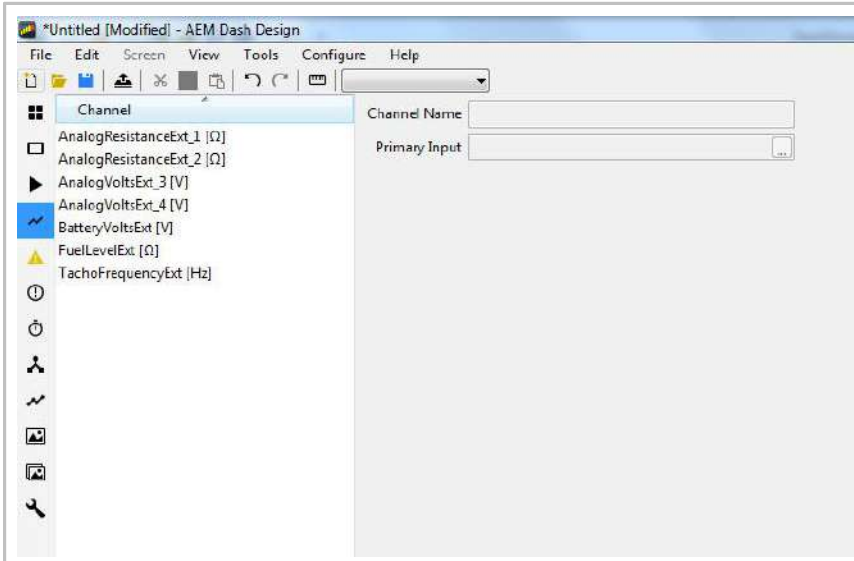 *Untitled [Modified] - AEM Dash Design
File Edit Screen View Tools Configure Help
Channel
AnalogResistanceExt_1 [Ω]
AnalogResistanceExt_2 [Ω]
AnalogVoltsExt_3 [V]
AnalogVoltsExt_4 [V]
BatteryVoltsExt [V]
FuelLevelExt [Ω]
TachoFrequencyExt [Hz]
Channel Name
Primary Input ...